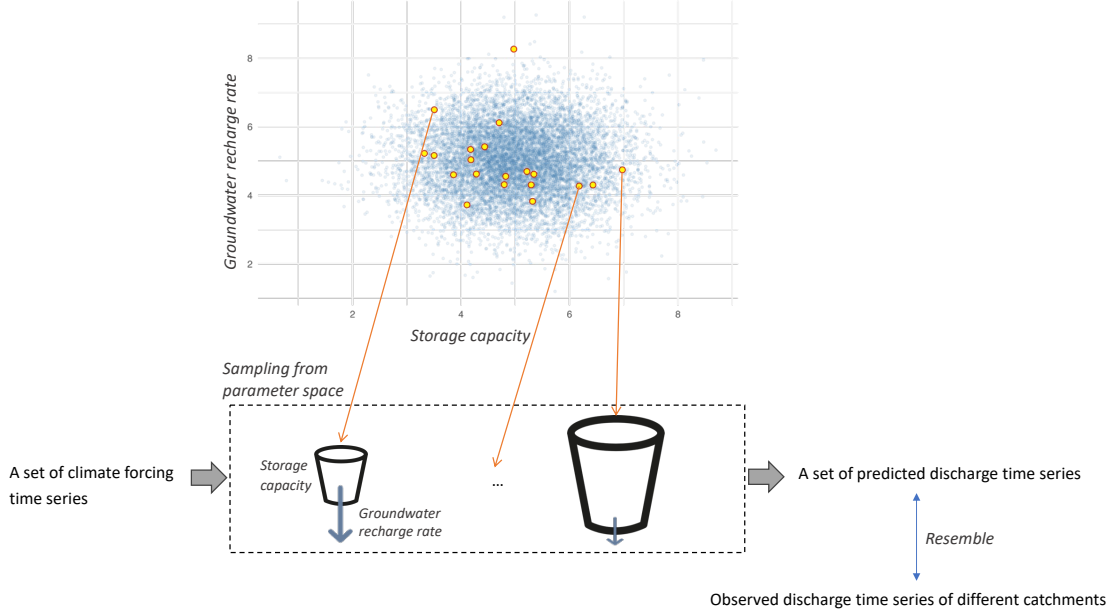 8
6
4
2
Groundwater recharge rate
2
4
6
8
Storage capacity
Sampling from
parameter space
A set of climate forcing
time series
Storage
capacity
Groundwater
recharge rate
...
A set of predicted discharge time series
Resemble
Observed discharge time series of different catchments